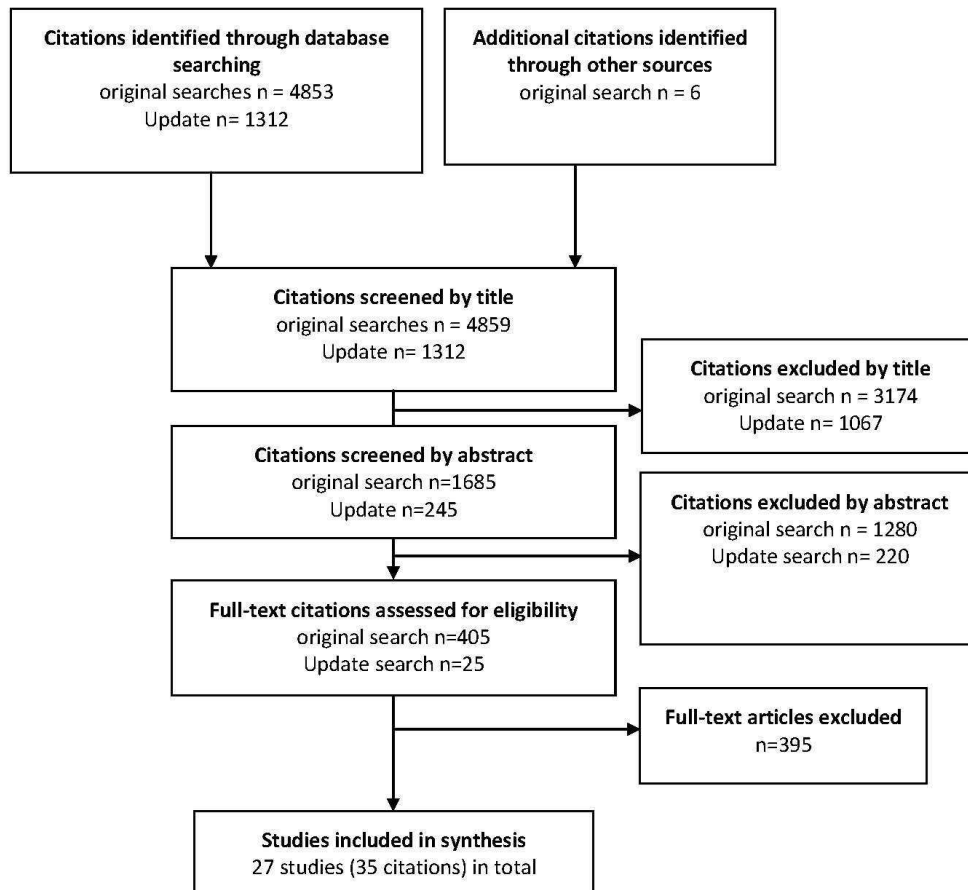 Citations identified through database
searching
original searches n = 4853
Update n= 1312
Additional citations identified
through other sources
original search n = 6
Citations screened by title
original searches n = 4859
Update n= 1312
Citations excluded by title
original search n = 3174
Update n= 1067
Citations screened by abstract
original search n=1685
Update n=245
Citations excluded by abstract
original search n = 1280
Update search n= 220
Full-text citations assessed for eligibility
original search n=405
Update search n=25
Full-text articles excluded
n=395
Studies included in synthesis
27 studies (35 citations) in total